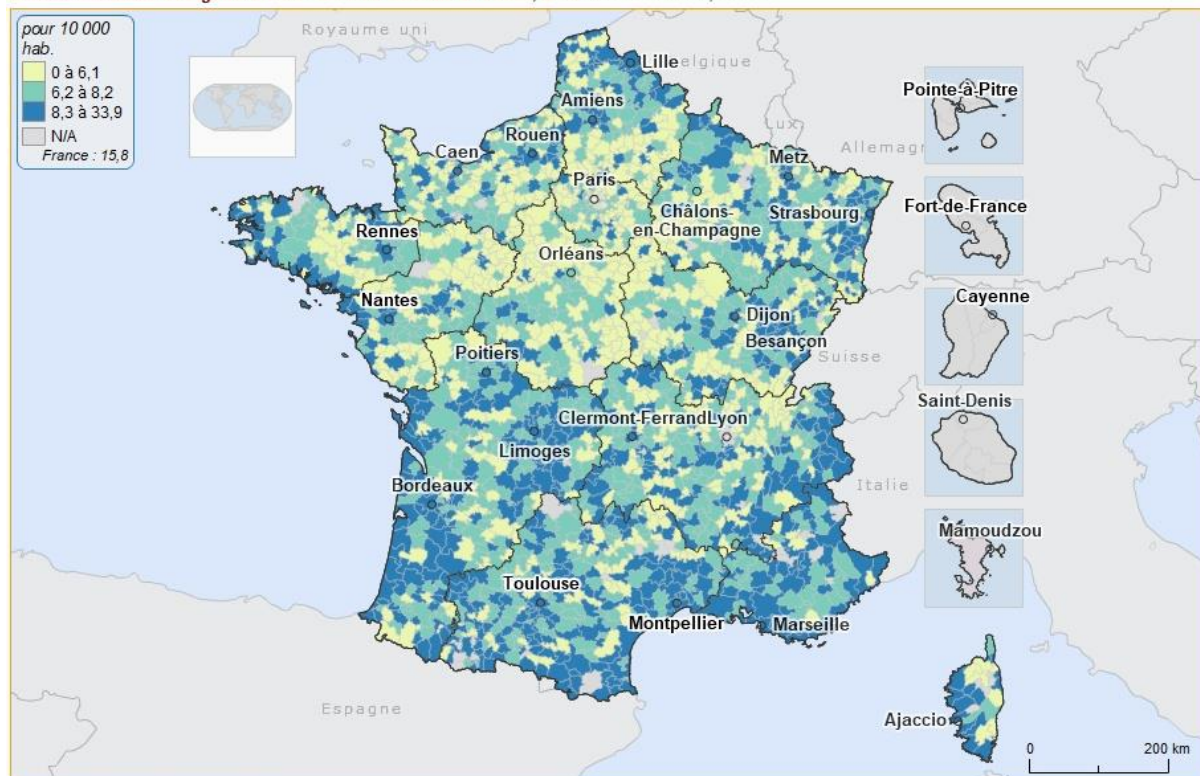 pour 10 000
hab.
0 à 6,1
6,2 à 8,2
8,3 à 33,9
N/A
France : 15,8
Royaume uni
Lille
elgique
Amiens
Pointe-à-Pitre
Rouen
Lux
Caen
Metz
Allemagn
Paris
Châlons-
en-Champagne
Strasbourg
Fort-de-France
Rennes
Orléans
Cayenne
Nantes
Dijon
Besançon
Poitiers
Suisse
Saint-Denis
Clermont-Ferrand
Lyon
Limoges
Bordeaux
Italie
Mamoudzou
Toulouse
Montpellier
Marseille
Espagne
Ajaccio
0 200 km